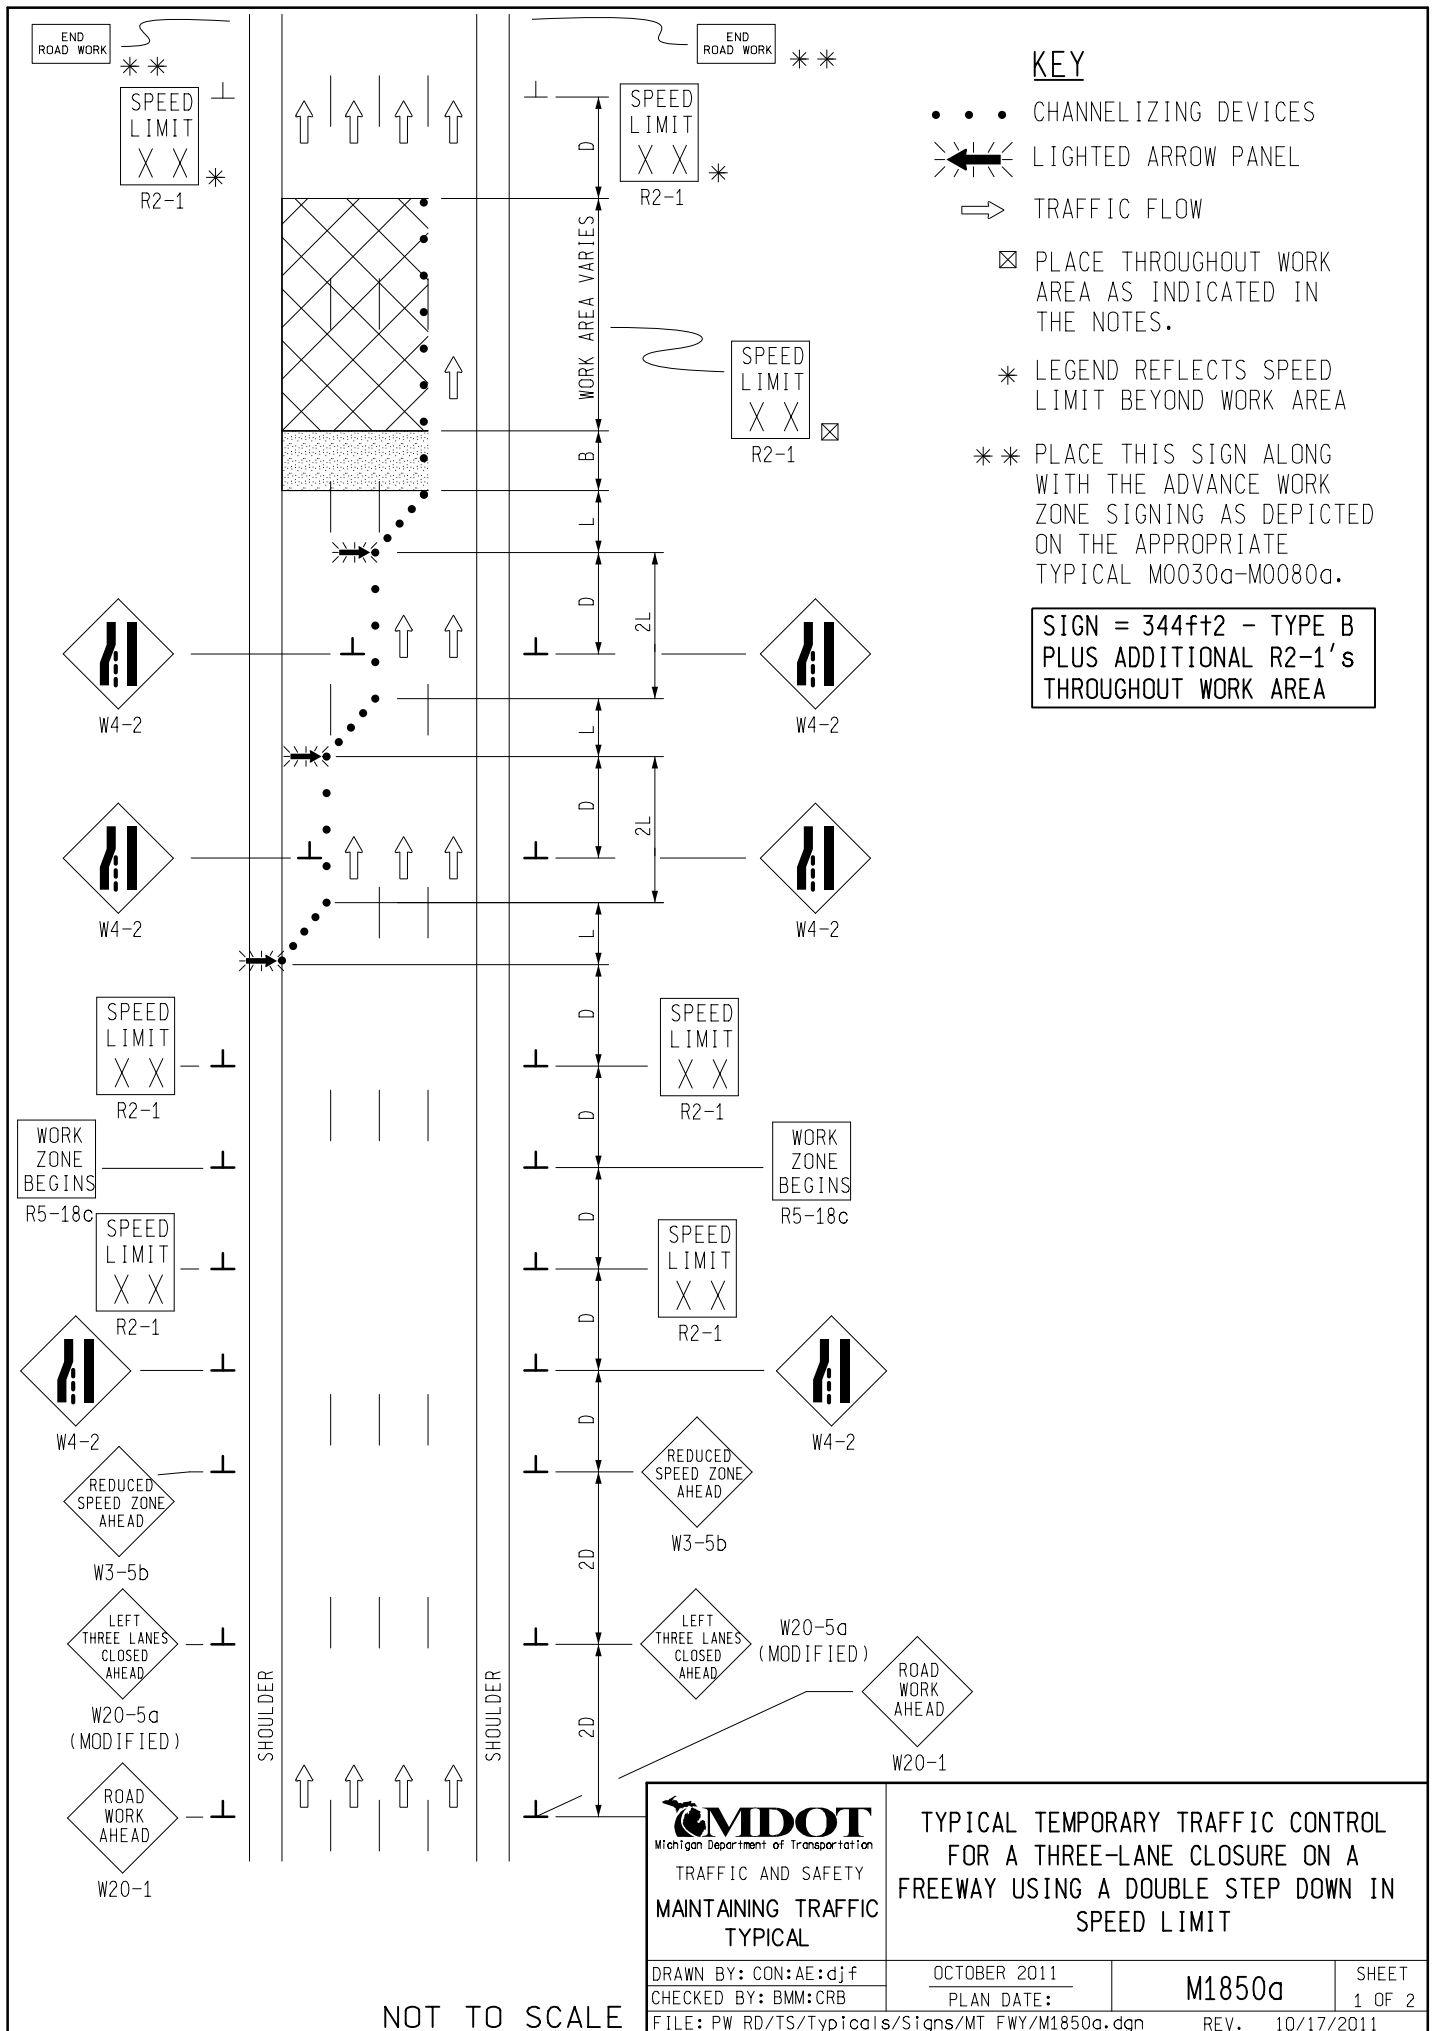 END
ROAD WORK
* *
SPEED
LIMIT
X X
*
R2-1
END
ROAD WORK
* *
SPEED
LIMIT
X X
*
R2-1
D
WORK AREA VARIES
SPEED
LIMIT
X X
R2-1
B
L
D
2L
W4-2
W4-2
L
D
2L
W4-2
W4-2
L
D
SPEED
LIMIT
X X
R2-1
SPEED
LIMIT
X X
R2-1
D
WORK
ZONE
BEGINS
R5-18c
WORK
ZONE
BEGINS
R5-18c
D
SPEED
LIMIT
X X
R2-1
SPEED
LIMIT
X X
R2-1
D
W4-2
W4-2
D
REDUCED
SPEED ZONE
AHEAD
W3-5b
REDUCED
SPEED ZONE
AHEAD
W3-5b
2D
LEFT
THREE LANES
CLOSED
AHEAD
W20-5a
(MODIFIED)
LEFT
THREE LANES
CLOSED
AHEAD
W20-5a
(MODIFIED)
SHOULDER
SHOULDER
2D
ROAD
WORK
AHEAD
W20-1
ROAD
WORK
AHEAD
W20-1
KEY
CHANNELIZING DEVICES
LIGHTED ARROW PANEL
TRAFFIC FLOW
PLACE THROUGHOUT WORK
AREA AS INDICATED IN
THE NOTES.
* LEGEND REFLECTS SPEED
LIMIT BEYOND WORK AREA
* * PLACE THIS SIGN ALONG
WITH THE ADVANCE WORK
ZONE SIGNING AS DEPICTED
ON THE APPROPRIATE
TYPICAL M0030a-M0080a.
SIGN = 344ft2 - TYPE B
PLUS ADDITIONAL R2-1's
THROUGHOUT WORK AREA
NOT TO SCALE
MDOT
Michigan Department of Transportation
TRAFFIC AND SAFETY
MAINTAINING TRAFFIC
TYPICAL
TYPICAL TEMPORARY TRAFFIC CONTROL
FOR A THREE-LANE CLOSURE ON A
FREEWAY USING A DOUBLE STEP DOWN IN
SPEED LIMIT
DRAWN BY: CON:AE:djf
CHECKED BY: BMM:CRB
OCTOBER 2011
PLAN DATE:
M1850a
SHEET
1 OF 2
FILE: PW RD/TS/Typicals/Signs/MT FWY/M1850a.dgn
REV. 10/17/2011